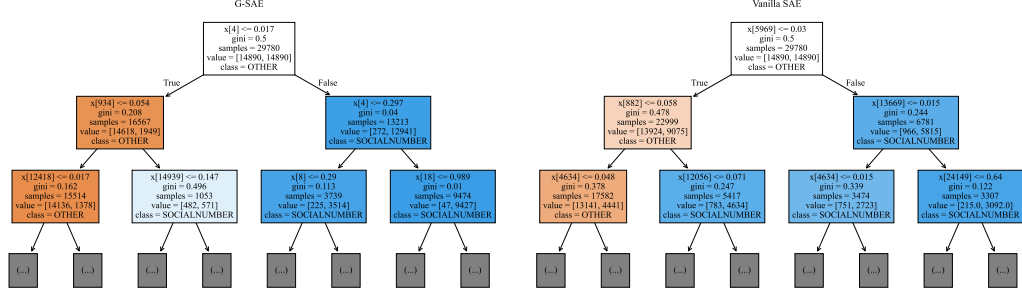 G-SAE
x[4] <= 0.017
gini = 0.5
samples = 29780
value = [14890, 14890]
class = OTHER
True
False
x[934] <= 0.054
gini = 0.208
samples = 16567
value = [14618, 1949]
class = OTHER
x[4] <= 0.297
gini = 0.04
samples = 13213
value = [272, 12941]
class = SOCIALNUMBER
x[12418] <= 0.017
gini = 0.162
samples = 15514
value = [14136, 1378]
class = OTHER
x[14939] <= 0.147
gini = 0.496
samples = 1053
value = [482, 571]
class = SOCIALNUMBER
x[8] <= 0.29
gini = 0.113
samples = 3739
value = [225, 3514]
class = SOCIALNUMBER
x[18] <= 0.989
gini = 0.01
samples = 9474
value = [47, 9427]
class = SOCIALNUMBER
(...)
(...)
(...)
(...)
(...)
(...)
(...)
(...)
Vanilla SAE
x[5969] <= 0.03
gini = 0.5
samples = 29780
value = [14890, 14890]
class = OTHER
True
False
x[882] <= 0.058
gini = 0.478
samples = 22999
value = [13924, 9075]
class = OTHER
x[13669] <= 0.015
gini = 0.244
samples = 6781
value = [966, 5815]
class = SOCIALNUMBER
x[4634] <= 0.048
gini = 0.378
samples = 17582
value = [13141, 4441]
class = OTHER
x[12056] <= 0.071
gini = 0.247
samples = 5417
value = [783, 4634]
class = SOCIALNUMBER
x[4634] <= 0.015
gini = 0.339
samples = 3474
value = [751, 2723]
class = SOCIALNUMBER
x[24149] <= 0.64
gini = 0.122
samples = 3307
value = [215.0, 3092.0]
class = SOCIALNUMBER
(...)
(...)
(...)
(...)
(...)
(...)
(...)
(...)